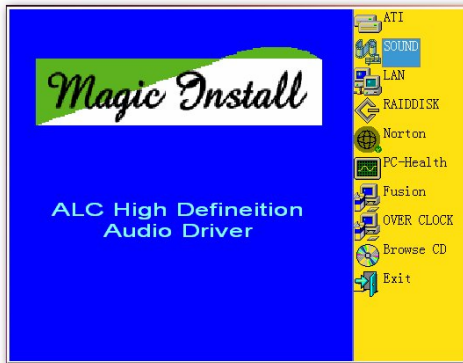 Magic Install
ALC High Defineition
Audio Driver
ATI
SOUND
LAN
RAIDDISK
Norton
PC-Health
Fusion
OVER CLOCK
Browse CD
Exit